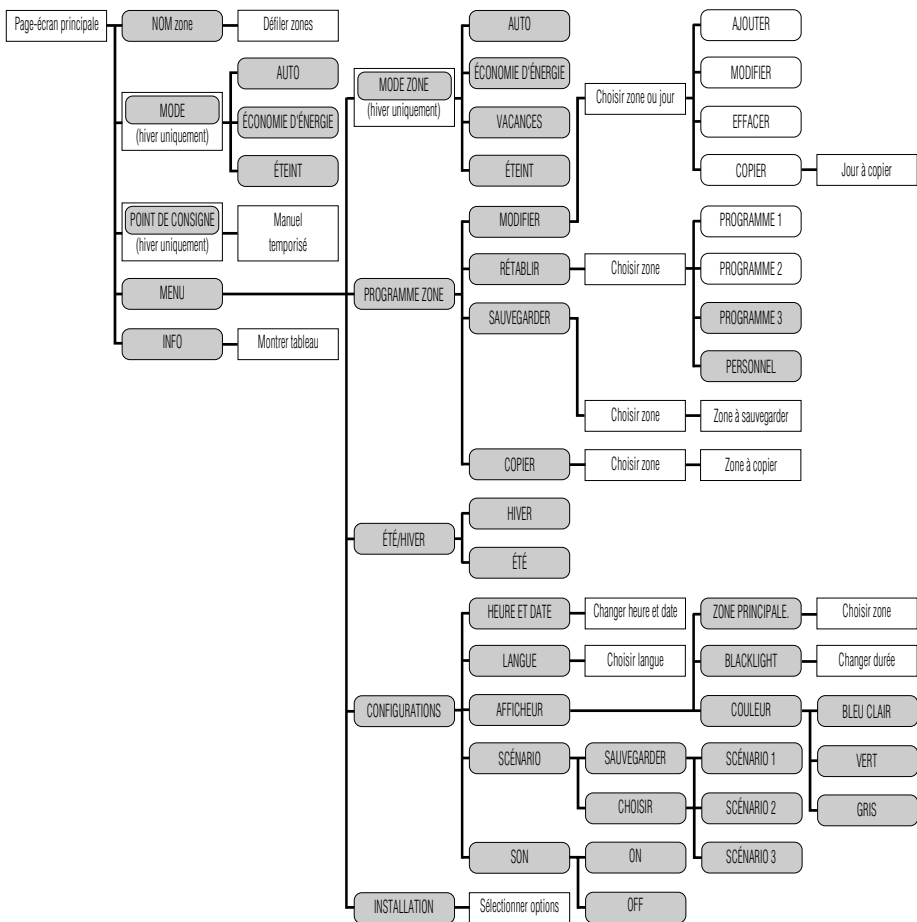 Page-écran principale
NOM zone
Défiler zones
MODE
(hiver uniquement)
AUTO
ÉCONOMIE D'ÉNERGIE
ÉTEINT
POINT DE CONSIGNE
(hiver uniquement)
Manuel
temporisé
MENU
INFO
Montrer tableau
MODE ZONE
(hiver uniquement)
AUTO
ÉCONOMIE D'ÉNERGIE
VACANCES
ÉTEINT
PROGRAMME ZONE
MODIFIER
Choisir zone ou jour
AJOUTER
MODIFIER
EFFACER
COPIER
Jour à copier
RÉTABLIR
Choisir zone
PROGRAMME 1
PROGRAMME 2
PROGRAMME 3
PERSONNEL
SAUVEGARDER
Choisir zone
Zone à sauvegarder
COPIER
Choisir zone
Zone à copier
ÉTÉ/HIVER
HIVER
ÉTÉ
CONFIGURATIONS
HEURE ET DATE
Changer heure et date
LANGUE
Choisir langue
AFFICHEUR
ZONE PRINCIPALE.
Choisir zone
BLACKLIGHT
Changer durée
COULEUR
BLEU CLAIR
VERT
GRIS
SCÉNARIO
SAUVEGARDER
CHOISIR
SCÉNARIO 1
SCÉNARIO 2
SCÉNARIO 3
SON
ON
OFF
INSTALLATION
Sélectionner options